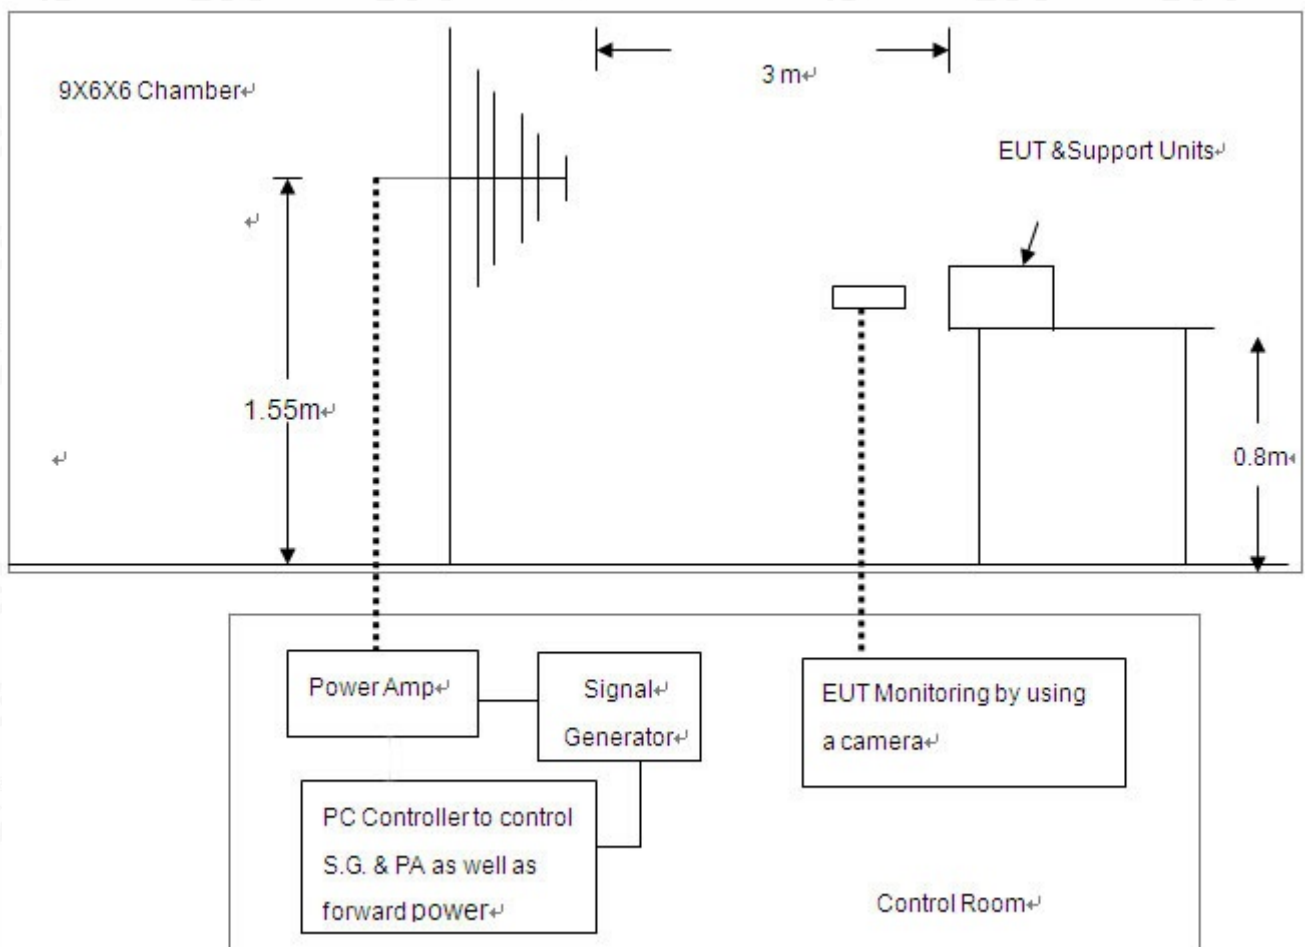 9X6X6 Chamber
3 m
EUT &Support Units
1.55m
0.8m
Power Amp
Signal
Generator
EUT Monitoring by using
a camera
PC Controller to control
S.G. & PA as well as
forward power
Control Room